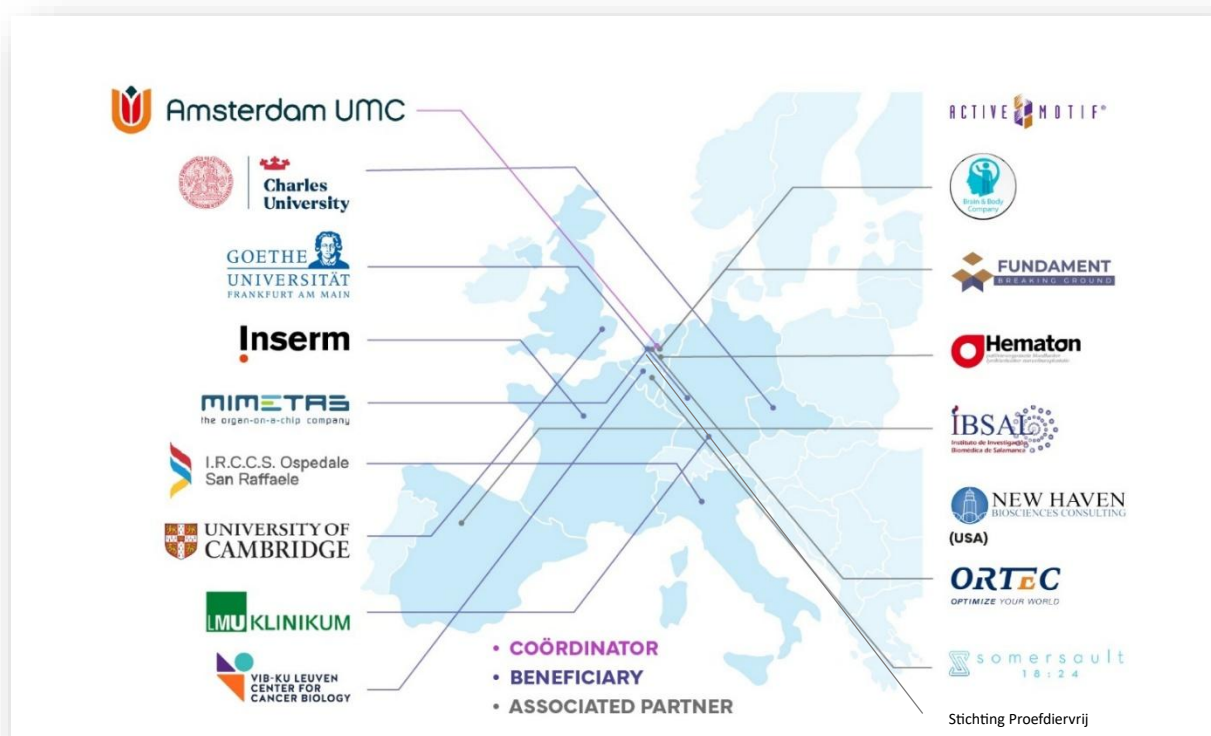 Amsterdam UMC
Charles
University
GOETHE
UNIVERSITÄT
FRANKFURT AM MAIN
Inserm
MIMETAS
the organ-on-a-chip company
I.R.C.C.S. Ospedale
San Raffaele
UNIVERSITY OF
CAMBRIDGE
LMU KLINIKUM
VIB-KU LEUVEN
CENTER FOR
CANCER BIOLOGY
• COÖRDINATOR
• BENEFICIARY
• ASSOCIATED PARTNER
ACTIVE MOTIF®
Brain & Body
Company
FUNDAMENT
BREAKING GROUND
Hematon
IBSAL
Instituto de Investigación
Biomédica de Salamanca
NEW HAVEN
BIOSCIENCES CONSULTING
(USA)
ORTEC
OPTIMIZE YOUR WORLD
somersault
18:24
Stichting Proefdiervrij